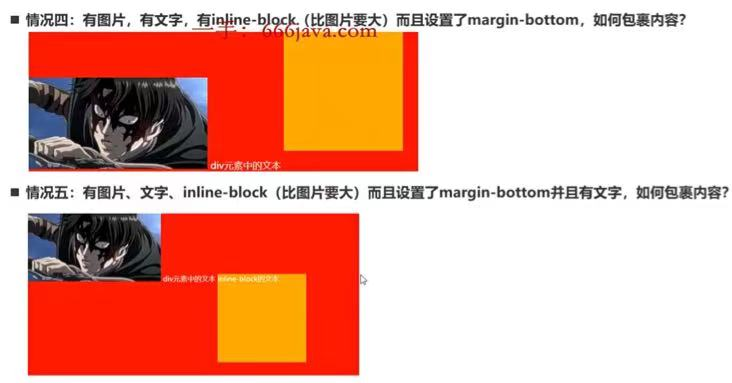 情况四：有图片，有文字，有inline-block（比图片要大）而且设置了margin-bottom，如何包裹内容？
一手：666java.com
div元素中的文本
情况五：有图片、文字、inline-block（比图片要大）而且设置了margin-bottom并且有文字，如何包裹内容？
div元素中的文本 inline-block的文本